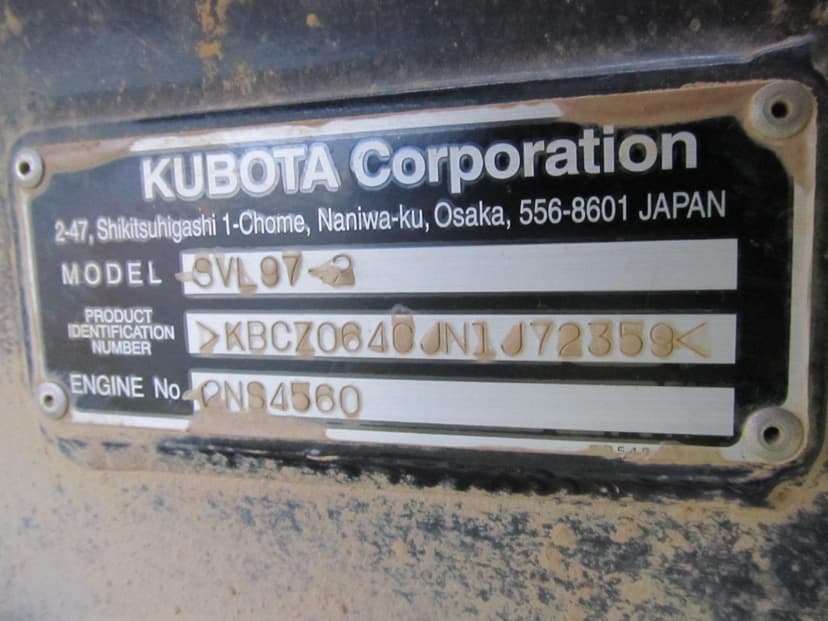 KUBOTA Corporation
2-47, Shikitsuhigashi 1-Chome, Naniwa-ku, Osaka, 556-8601 JAPAN
MODEL SVL97-2
PRODUCT
IDENTIFICATION
NUMBER
>KBCZ064CJN1J72359<
ENGINE No.